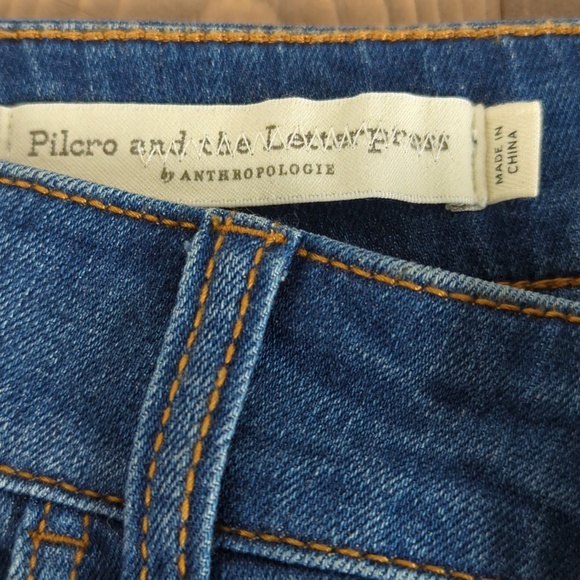 Pilcro and the Letterpress
by ANTHROPOLOGIE
MADE IN
CHINA